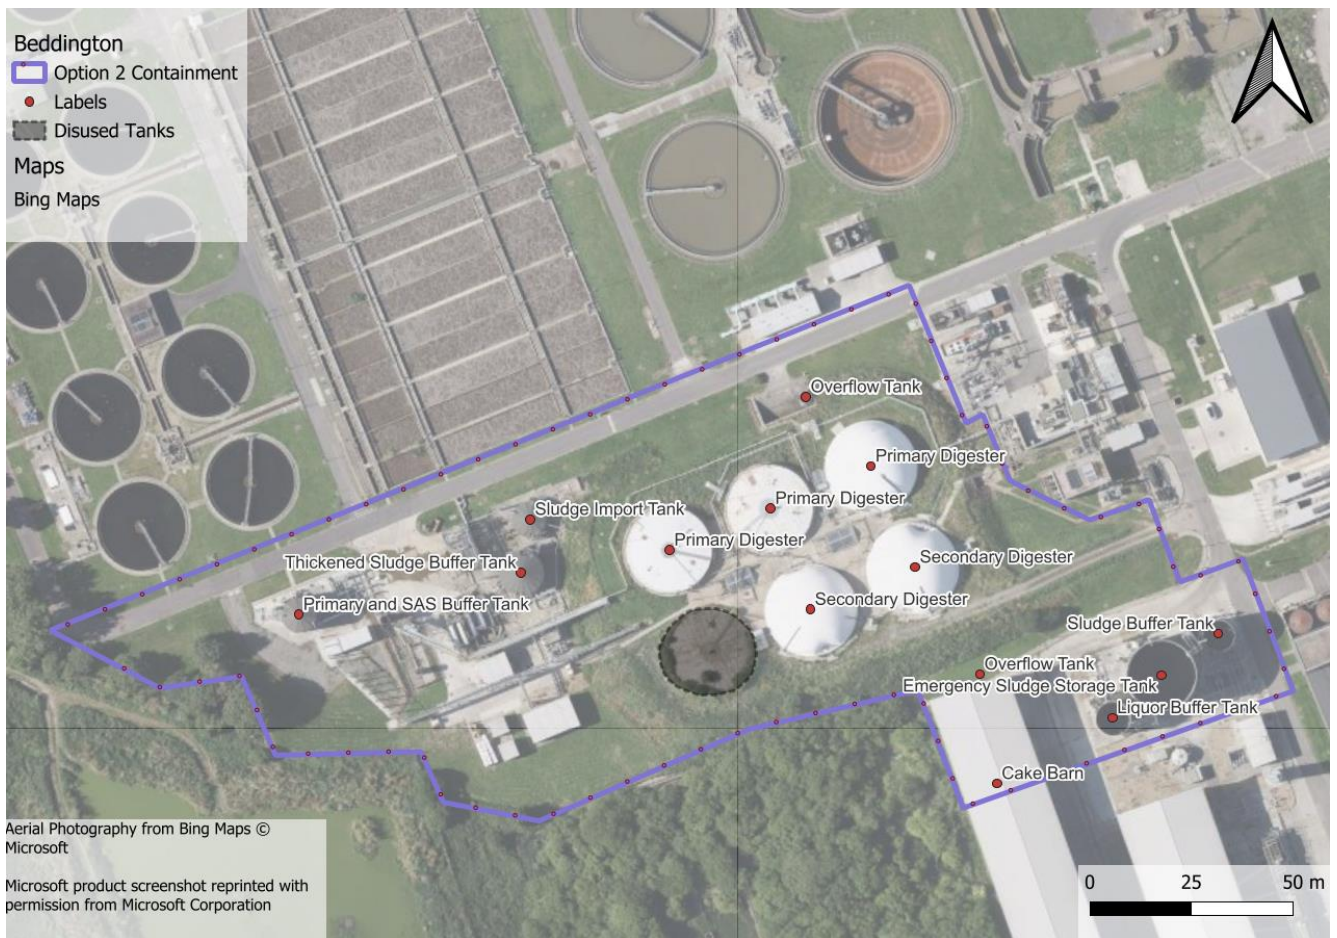 Beddington
Option 2 Containment
Labels
Disused Tanks
Maps
Bing Maps
Overflow Tank
Primary Digester
Primary Digester
Sludge Import Tank
Primary Digester
Thickened Sludge Buffer Tank
Secondary Digester
Primary and SAS Buffer Tank
Secondary Digester
Sludge Buffer Tank
Overflow Tank
Emergency Sludge Storage Tank
Liquor Buffer Tank
Cake Barn
Aerial Photography from Bing Maps ©
Microsoft
Microsoft product screenshot reprinted with
permission from Microsoft Corporation
0 25 50 m